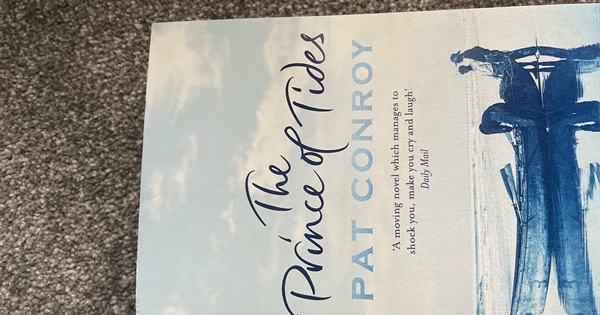 The
Prince of Tides
PAT CONROY
'A moving novel which manages to
shock you, make you cry and laugh'
Daily Mail